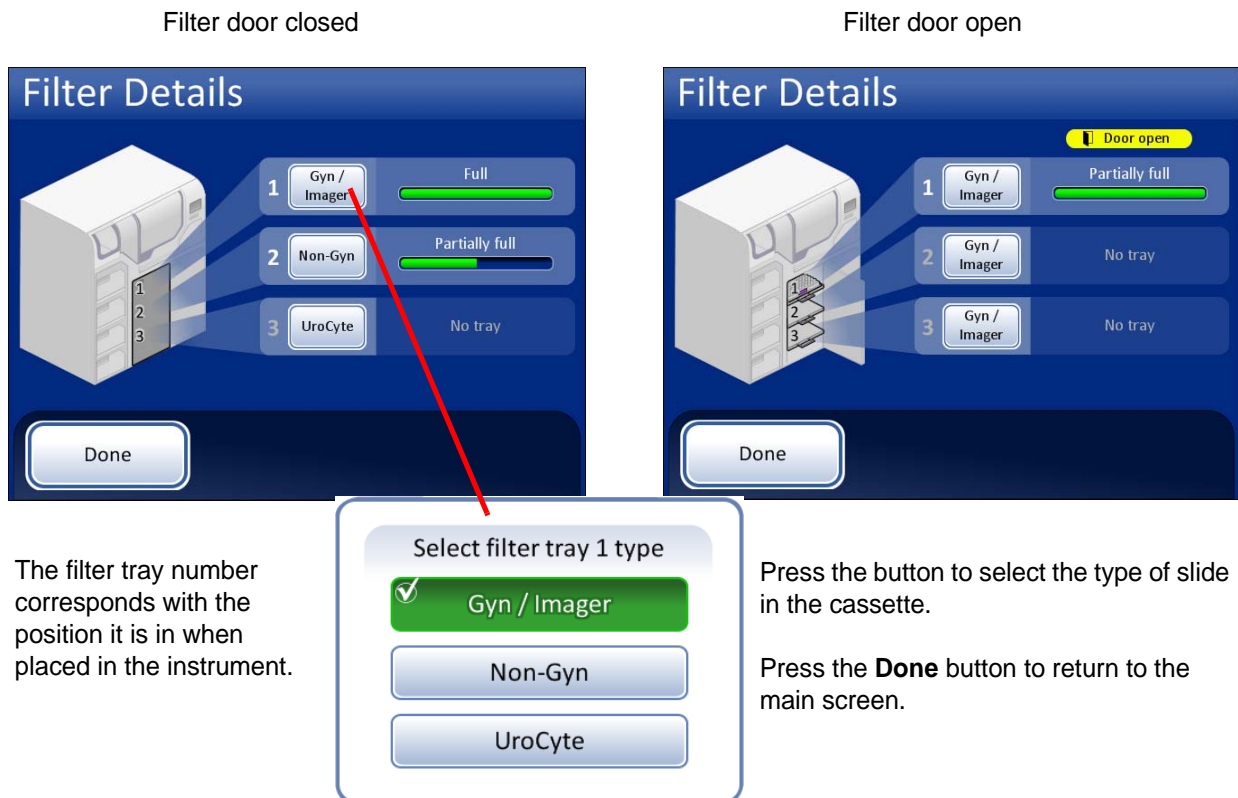 Filter door closed
Filter door open
Filter Details
1
Gyn /
Imager
Full
2
Non-Gyn
Partially full
3
UroCyte
No tray
1
2
3
Done
Filter Details
Door open
1
Gyn /
Imager
Partially full
2
Gyn /
Imager
No tray
3
Gyn /
Imager
No tray
1
2
3
Done
The filter tray number
corresponds with the
position it is in when
placed in the instrument.
Select filter tray 1 type
Gyn / Imager
Non-Gyn
UroCyte
Press the button to select the type of slide
in the cassette.
Press the Done button to return to the
main screen.